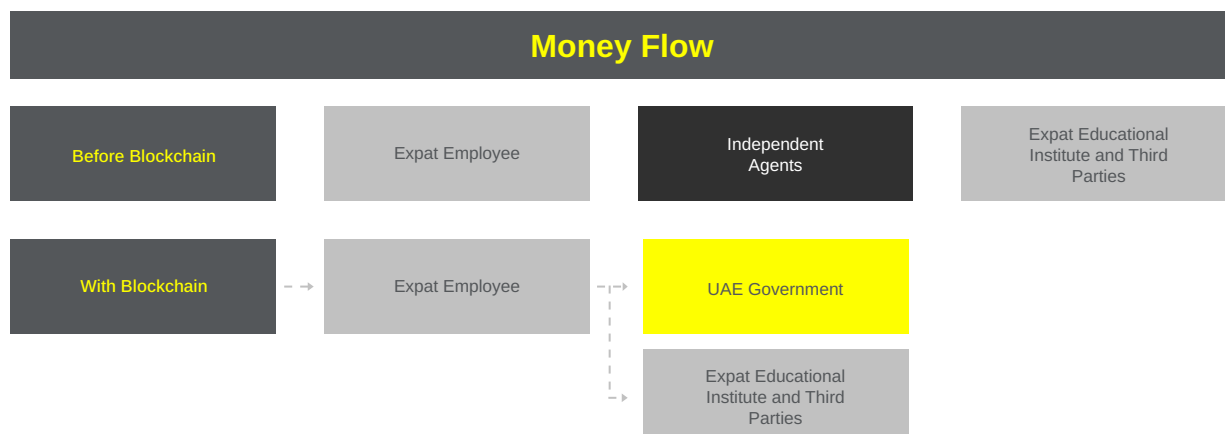 Money Flow
Before Blockchain
Expat Employee
Independent
Agents
Expat Educational
Institute and Third
Parties
With Blockchain
Expat Employee
UAE Government
Expat Educational
Institute and Third
Parties